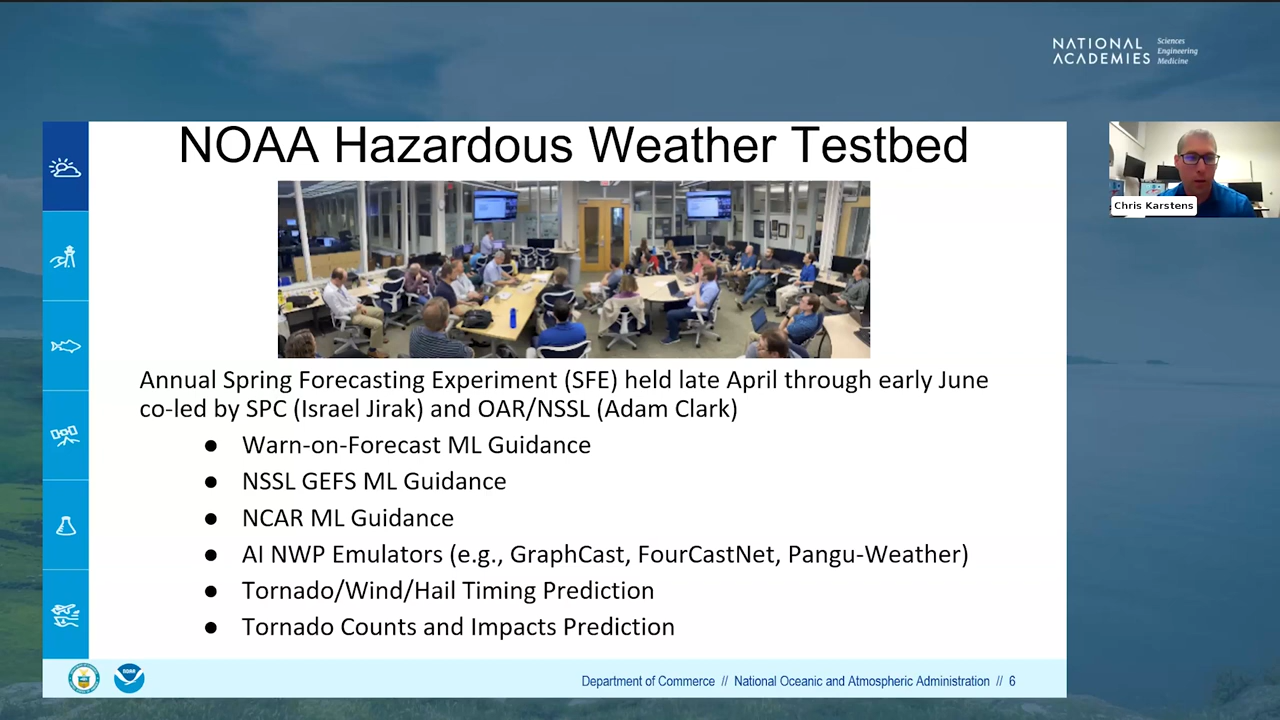 NATIONAL
ACADEMIES
Sciences
Engineering
Medicine
NOAA Hazardous Weather Testbed
Chris Karstens
Annual Spring Forecasting Experiment (SFE) held late April through early June
co-led by SPC (Israel Jirak) and OAR/NSSL (Adam Clark)
● Warn-on-Forecast ML Guidance
● NSSL GEFS ML Guidance
● NCAR ML Guidance
● AI NWP Emulators (e.g., GraphCast, FourCastNet, Pangu-Weather)
● Tornado/Wind/Hail Timing Prediction
● Tornado Counts and Impacts Prediction
NOAA
Department of Commerce // National Oceanic and Atmospheric Administration // 6